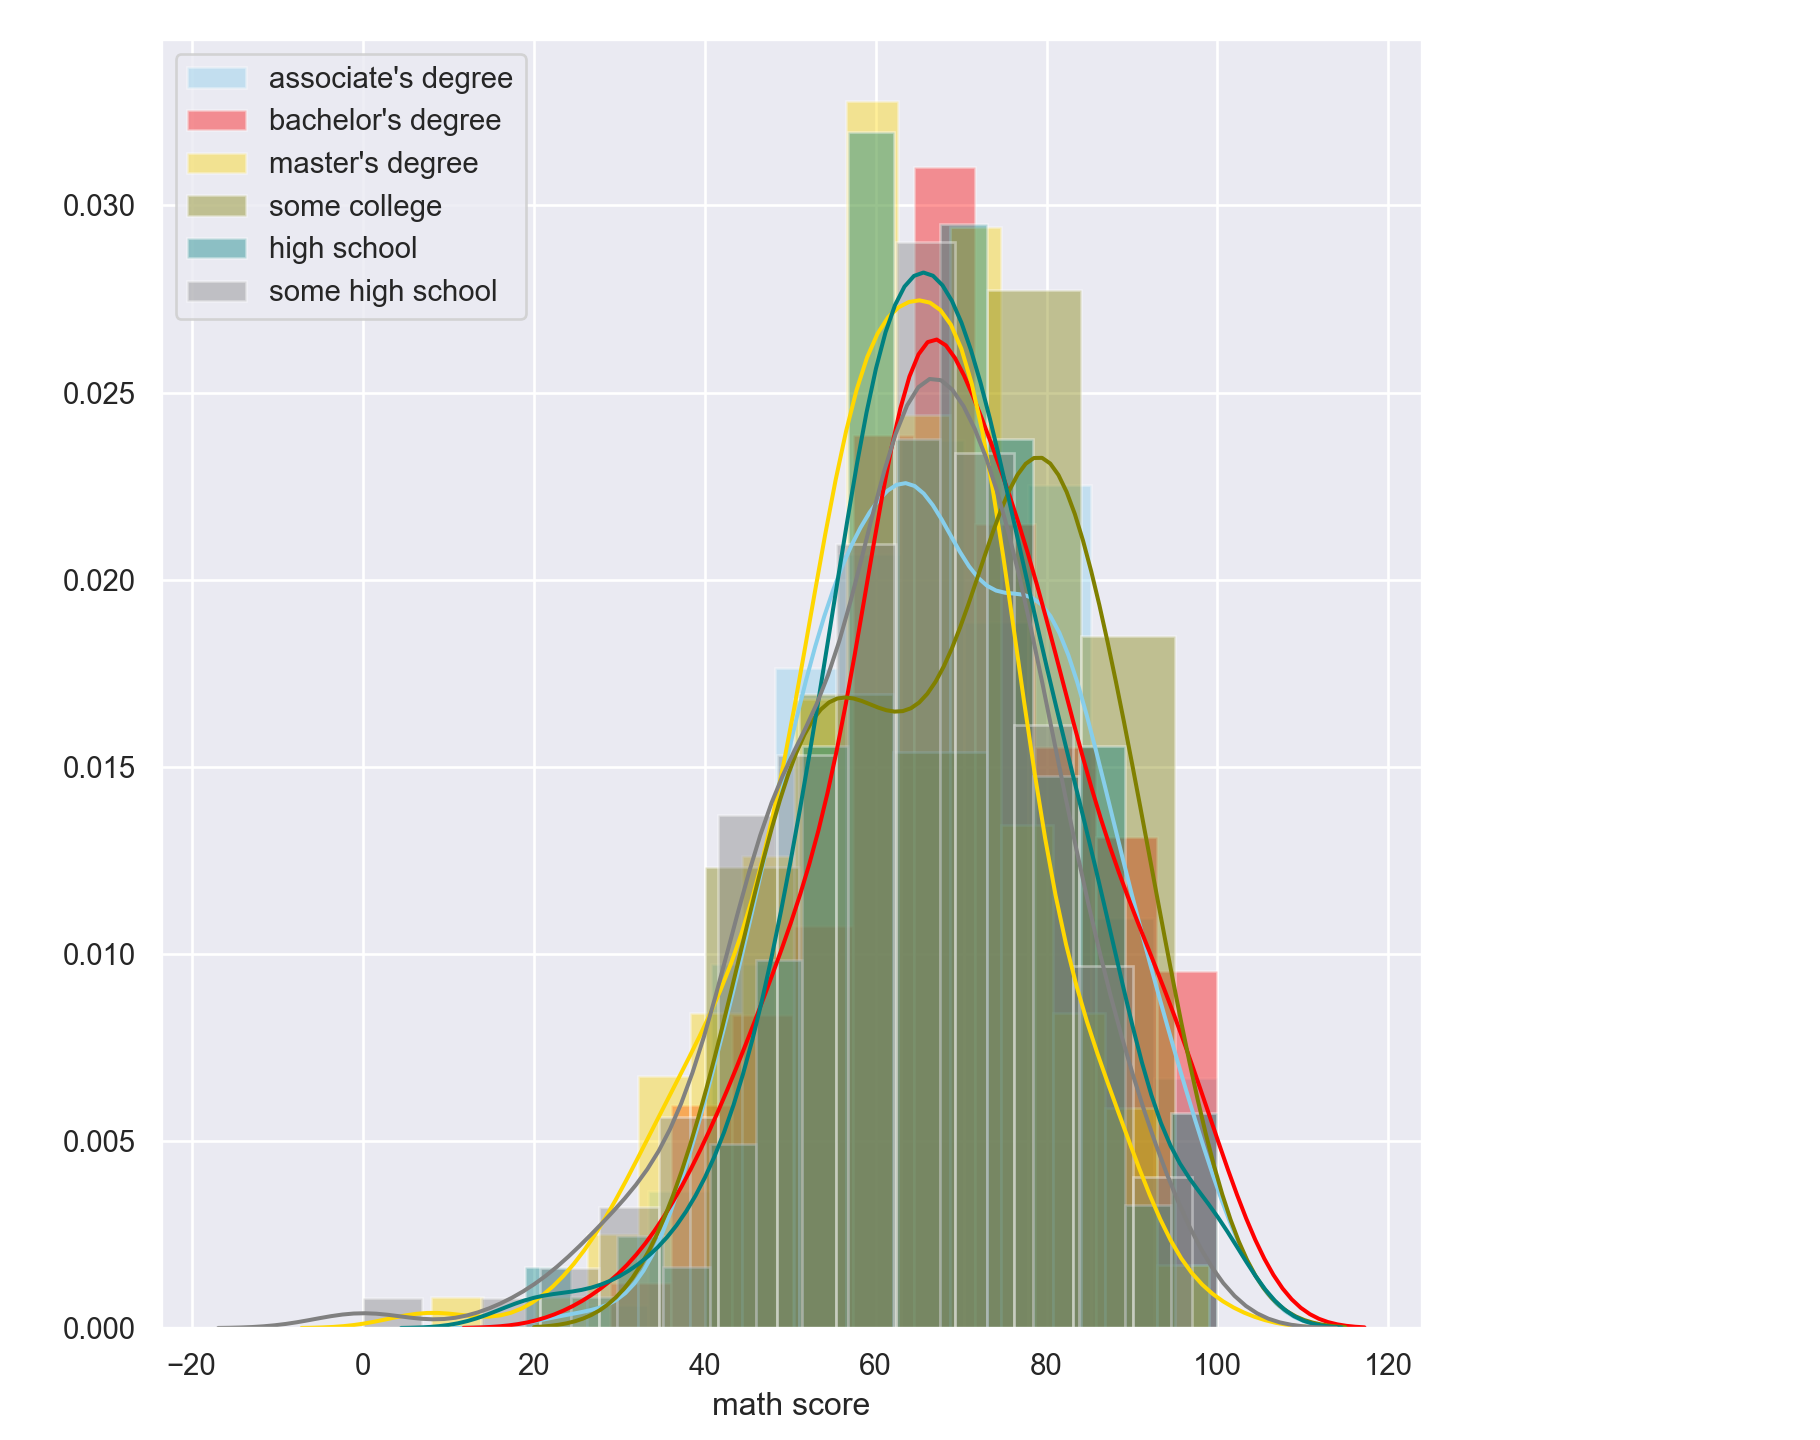 associate's degree
bachelor's degree
master's degree
some college
high school
some high school
0.030
0.025
0.020
0.015
0.010
0.005
0.000
−20 0 20 40 60 80 100 120
math score